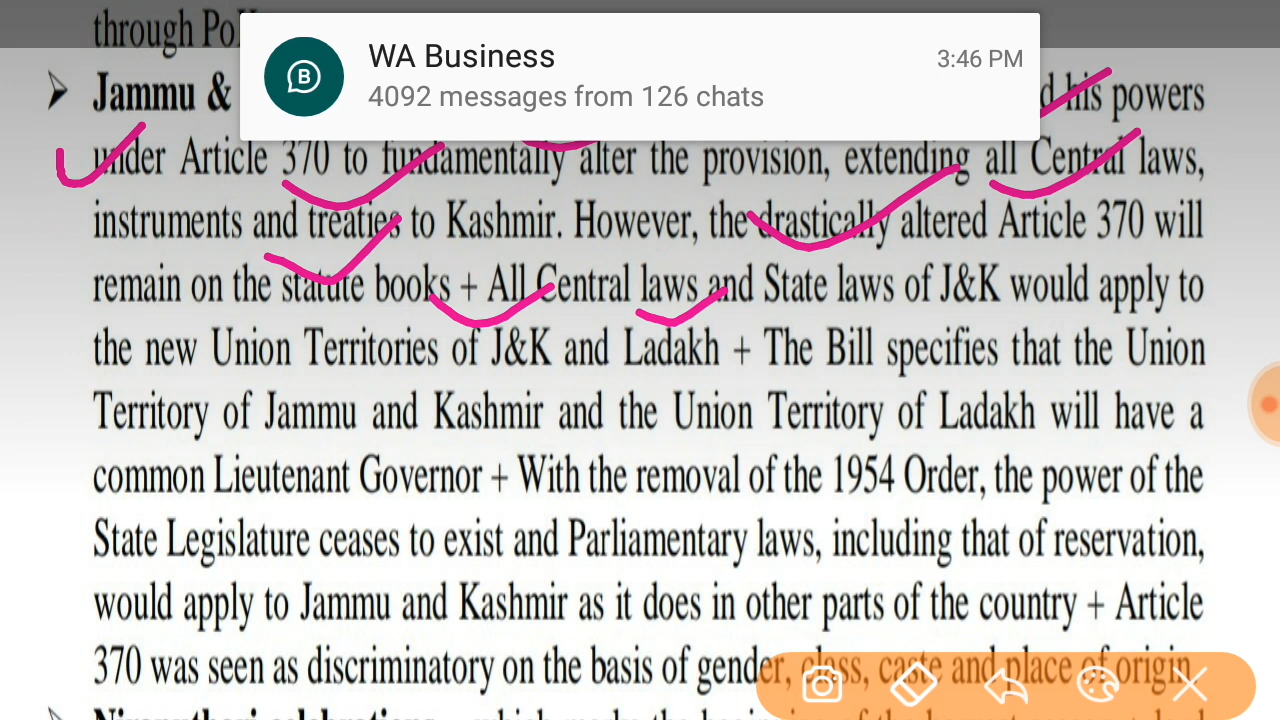 through Po
WA Business
3:46 PM
4092 messages from 126 chats
Jammu & d his powers
under Article 370 to fundamentally alter the provision, extending all Central laws,
instruments and treaties to Kashmir. However, the drastically altered Article 370 will
remain on the statute books + All Central laws and State laws of J&K would apply to
the new Union Territories of J&K and Ladakh + The Bill specifies that the Union
Territory of Jammu and Kashmir and the Union Territory of Ladakh will have a
common Lieutenant Governor + With the removal of the 1954 Order, the power of the
State Legislature ceases to exist and Parliamentary laws, including that of reservation,
would apply to Jammu and Kashmir as it does in other parts of the country + Article
370 was seen as discriminatory on the basis of gender, class, caste and place of origin.